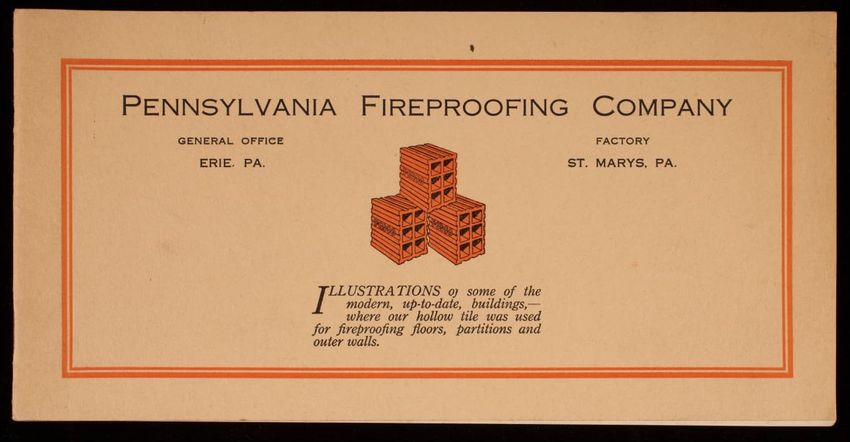 PENNSYLVANIA FIREPROOFING COMPANY
GENERAL OFFICE
ERIE. PA.
FACTORY
ST. MARYS, PA.
ILLUSTRATIONS of some of the
modern, up-to-date, buildings,—
where our hollow tile was used
for fireproofing floors, partitions and
outer walls.